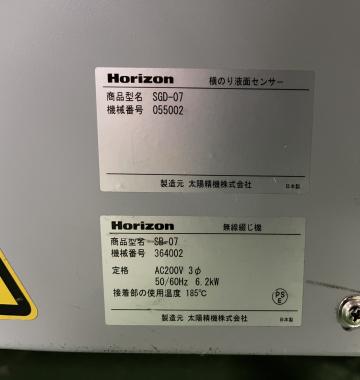 Horizon 横のり液面センサー
商品型名 SGD-07
機械番号 055002
製造元 太陽精機株式会社
日本製
Horizon 無線綴じ機
商品型名 SB-07
機械番号 364002
定格 AC200V 3φ
50/60Hz 6.2kW
接着部の使用温度 185℃
PS
E
製造元 太陽精機株式会社
日本製